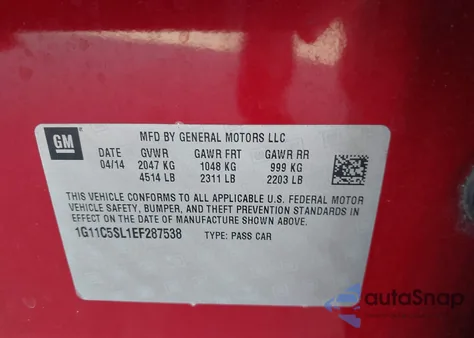 GM
MFD BY GENERAL MOTORS LLC
DATE GVWR GAWR FRT GAWR RR
04/14 2047 KG 1048 KG 999 KG
4514 LB 2311 LB 2203 LB
THIS VEHICLE CONFORMS TO ALL APPLICABLE U.S. FEDERAL MOTOR
VEHICLE SAFETY, BUMPER, AND THEFT PREVENTION STANDARDS IN
EFFECT ON THE DATE OF MANUFACTURE SHOWN ABOVE.
1G11C5SL1EF287538 TYPE: PASS CAR
autoSnap